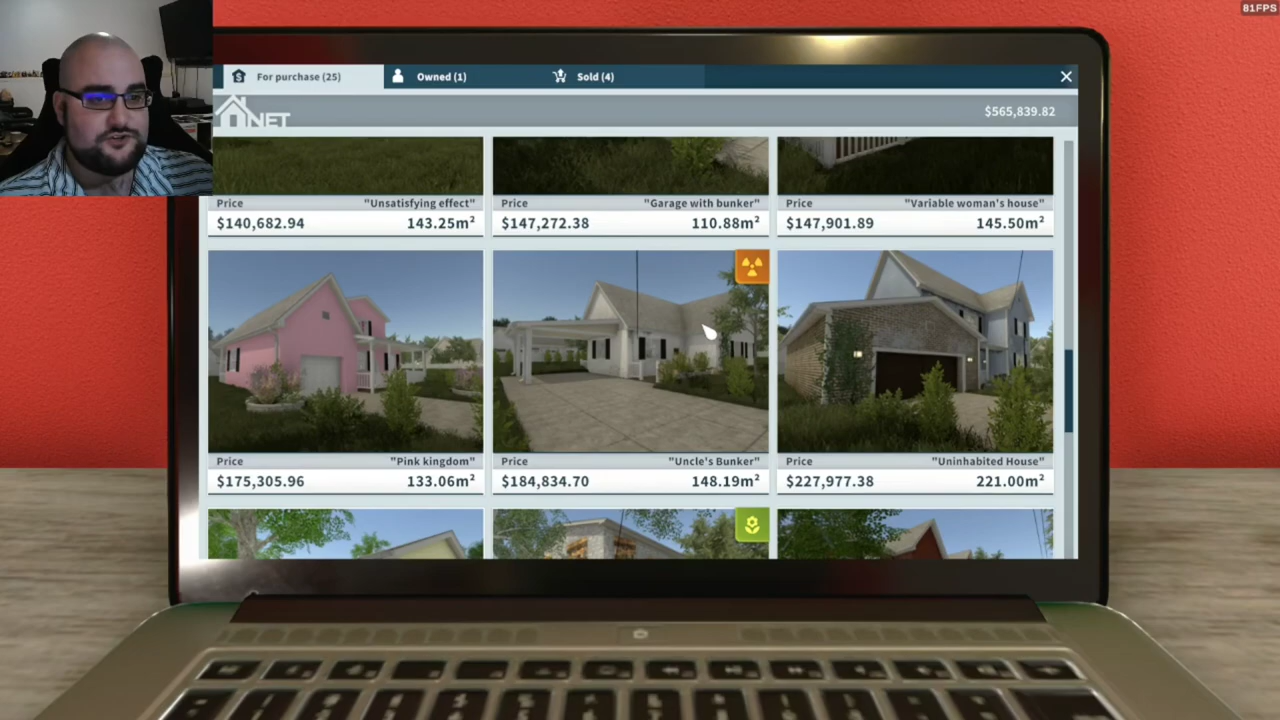 81FPS
For purchase (25)
Owned (1)
Sold (4)
NET
$565,839.82
Price "Unsatisfying effect"
$140,682.94 143.25m²
Price "Garage with bunker"
$147,272.38 110.88m²
Price "Variable woman's house"
$147,901.89 145.50m²
Price "Pink kingdom"
$175,305.96 133.06m²
Price "Uncle's Bunker"
$184,834.70 148.19m²
Price "Uninhabited House"
$227,977.38 221.00m²